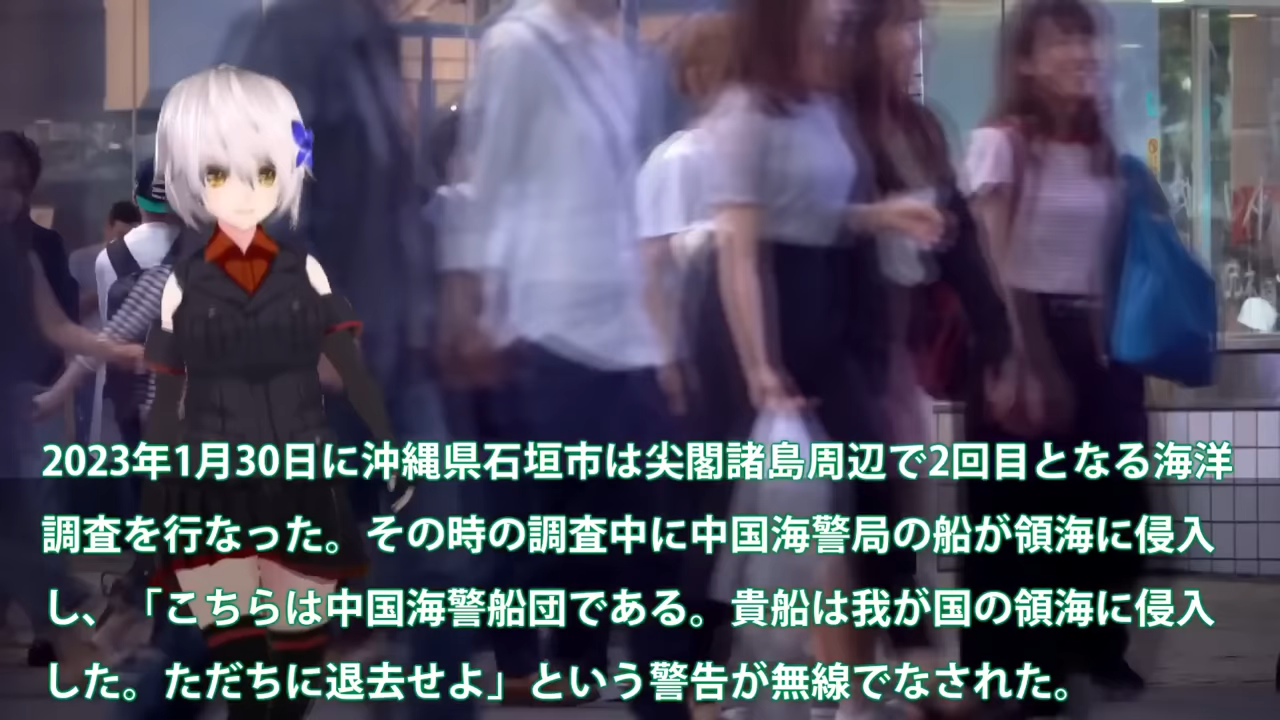 2023年1月30日に沖縄県石垣市は尖閣諸島周辺で2回目となる海洋
調査を行なった。その時の調査中に中国海警局の船が領海に侵入
し、「こちらは中国海警船団である。貴船は我が国の領海に侵入
した。ただちに退去せよ」という警告が無線でなされた。